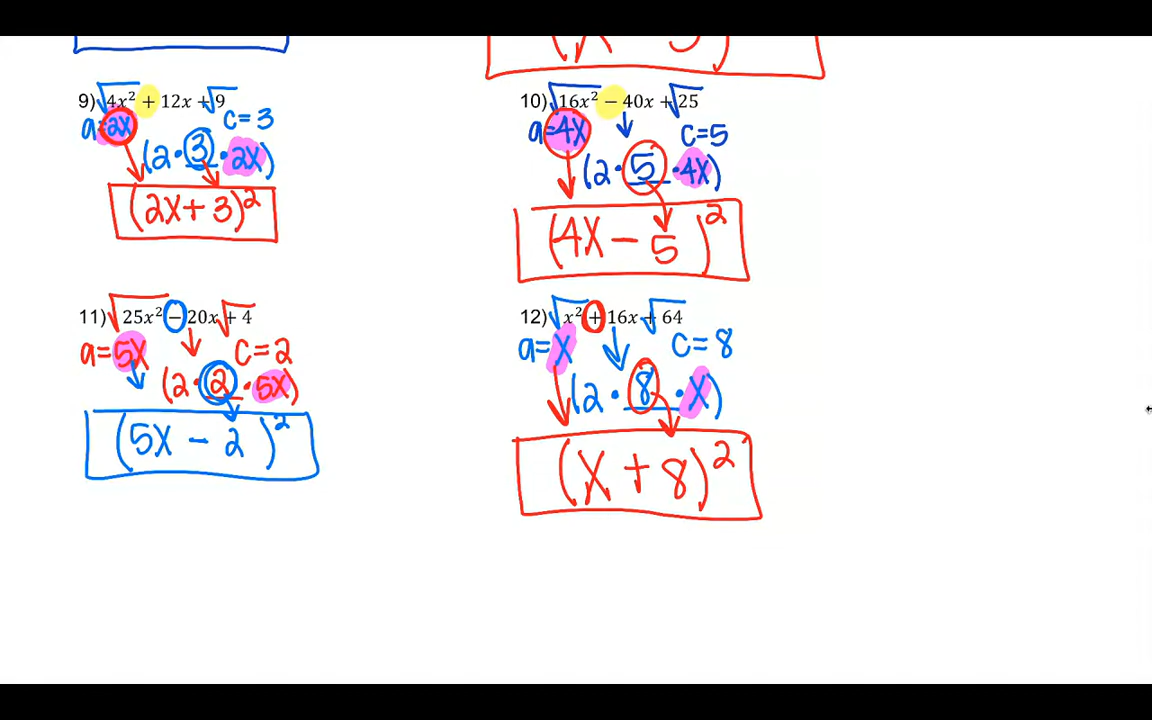 9) √4x² + 12x + √9
a=2x
c=3
(2·3·2x)
(2x+3)²
10) √16x² − 40x + √25
a=4x
c=5
(2·5·4x)
(4x−5)²
11) √25x² − 20x + √4
a=5x
c=2
(2·2·5x)
(5x−2)²
12) √x² + 16x + √64
a=x
c=8
(2·8·x)
(x+8)²